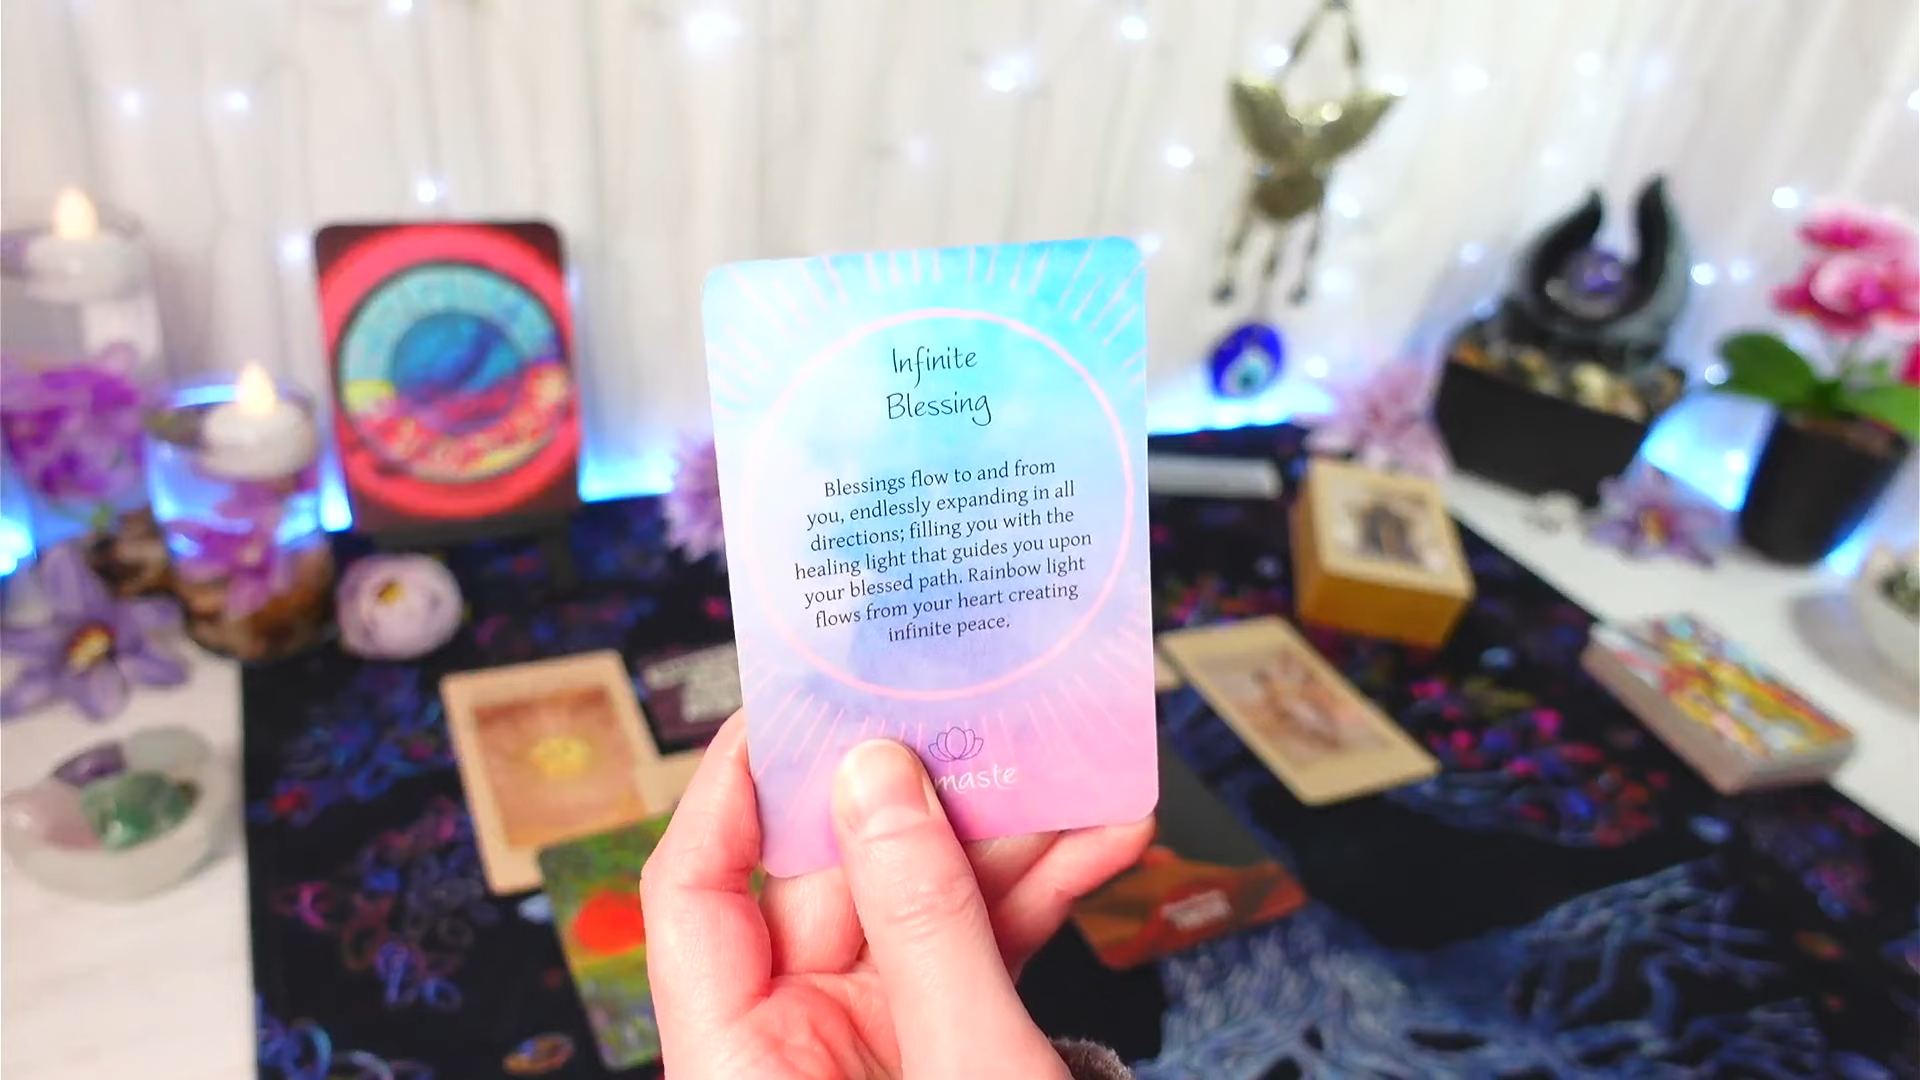 Infinite
Blessing
Blessings flow to and from
you, endlessly expanding in all
directions; filling you with the
healing light that guides you upon
your blessed path. Rainbow light
flows from your heart creating
infinite peace.
maste